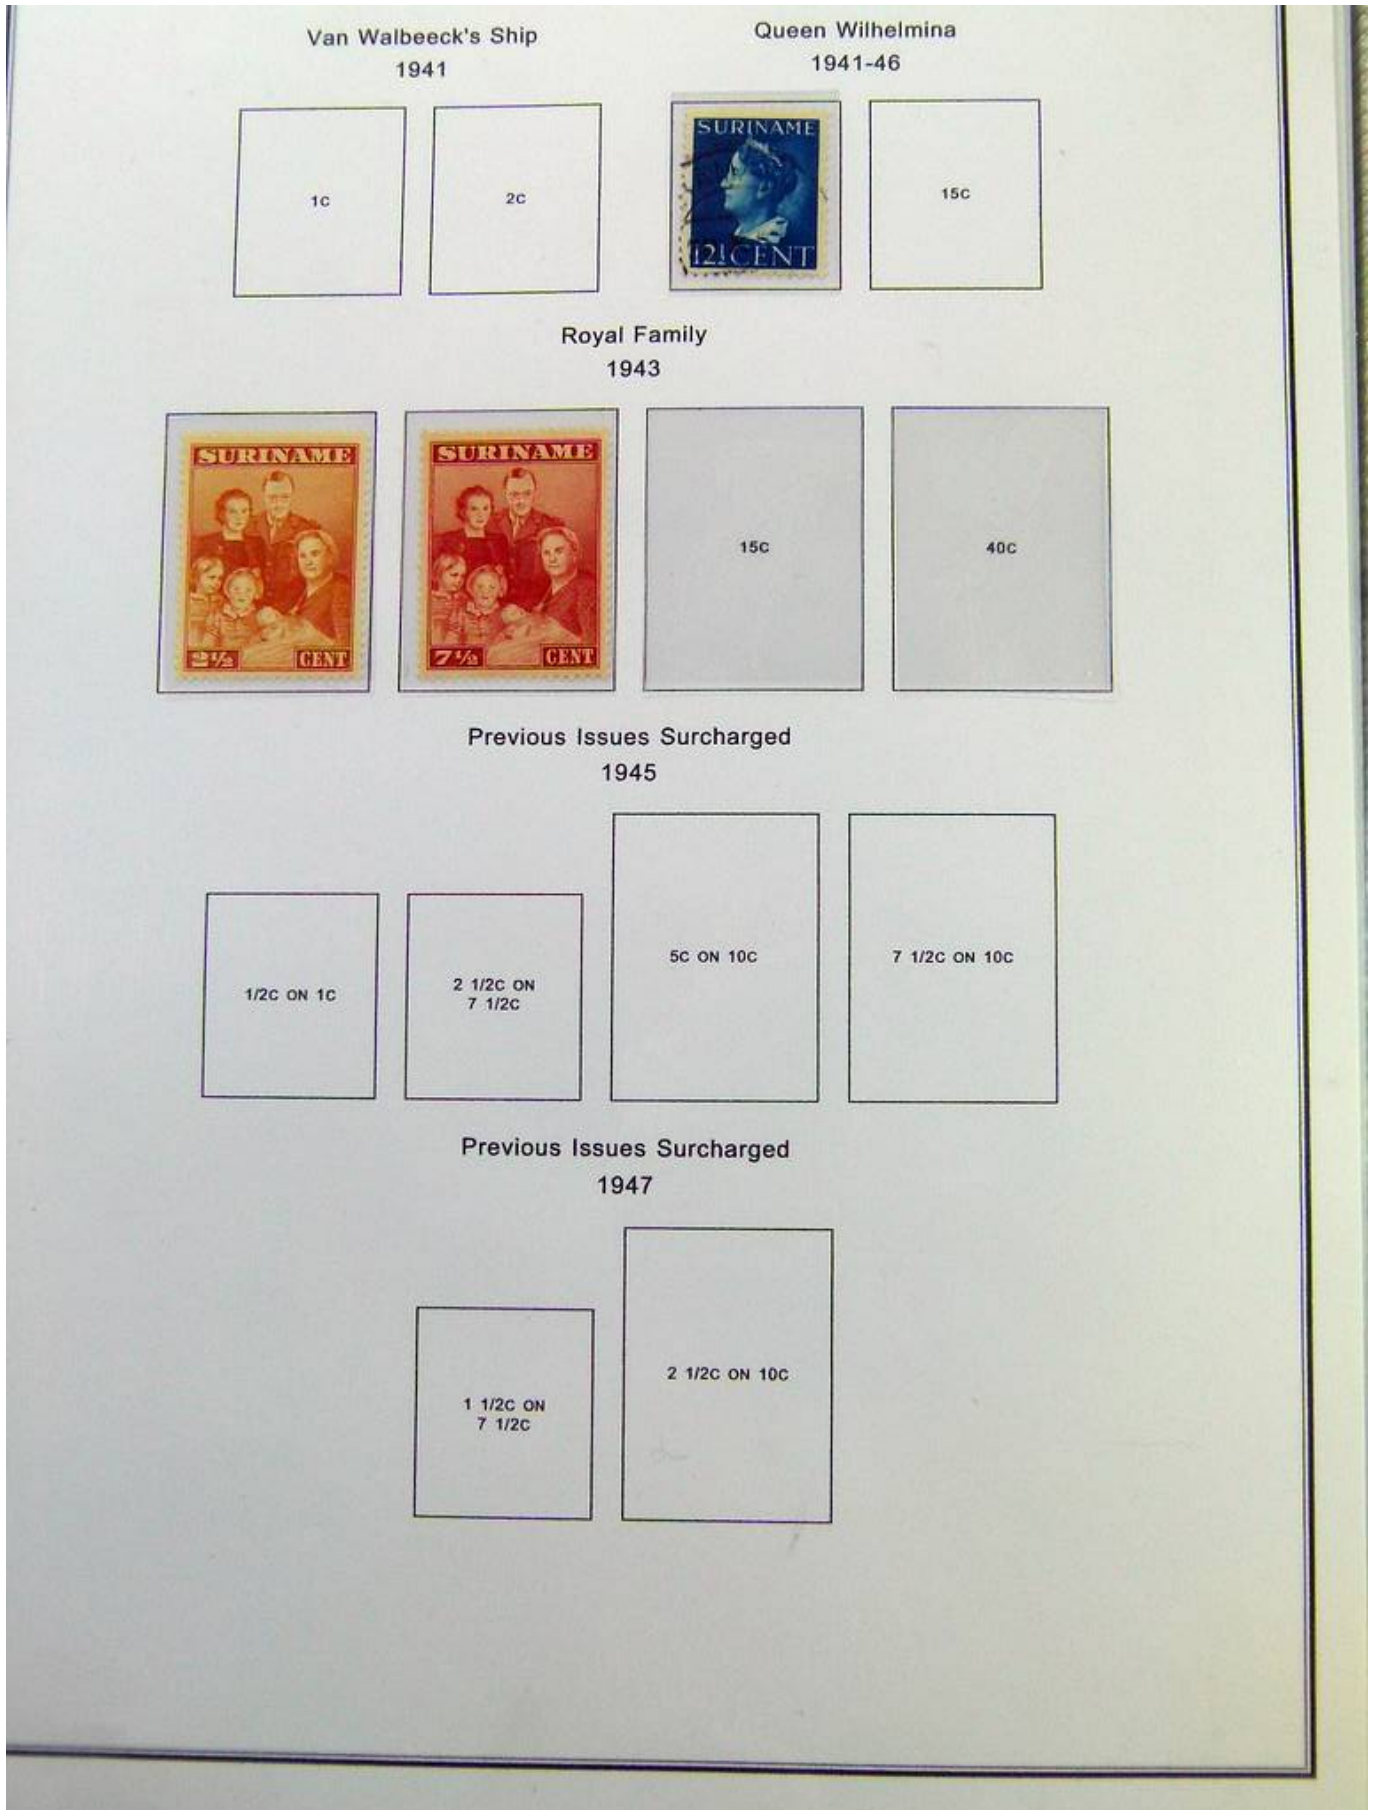 Van Walbeeck's Ship
1941
Queen Wilhelmina
1941-46
1C
2C
SURINAME
12½ CENT
15C
Royal Family
1943
SURINAME
2½ CENT
SURINAME
7½ CENT
15C
40C
Previous Issues Surcharged
1945
1/2C ON 1C
2 1/2C ON
7 1/2C
5C ON 10C
7 1/2C ON 10C
Previous Issues Surcharged
1947
1 1/2C ON
7 1/2C
2 1/2C ON 10C